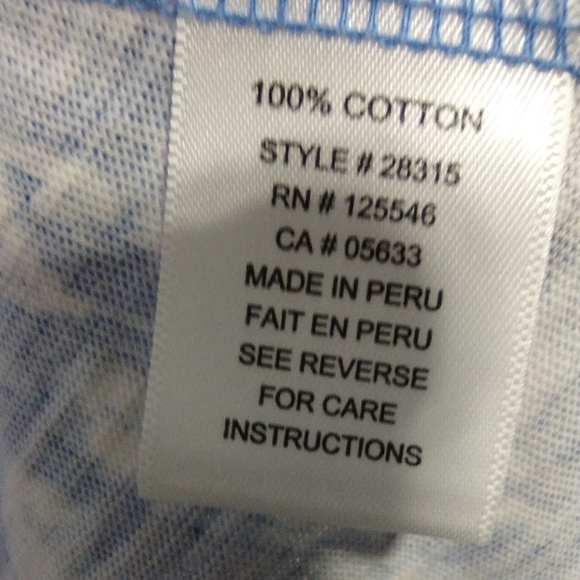 100% COTTON
STYLE # 28315
RN # 125546
CA # 05633
MADE IN PERU
FAIT EN PERU
SEE REVERSE
FOR CARE
INSTRUCTIONS